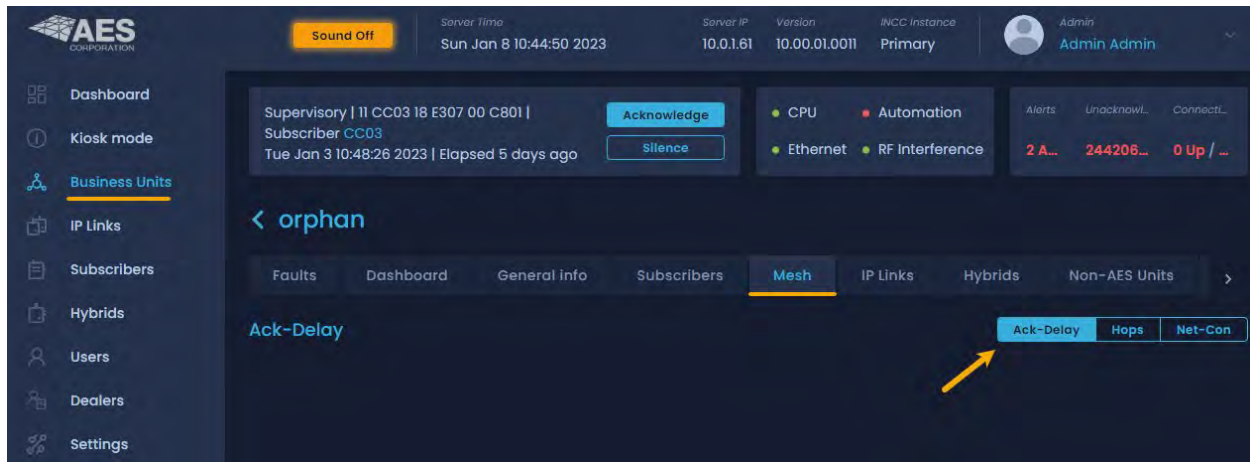 AES
CORPORATION
Sound Off
Server Time
Sun Jan 8 10:44:50 2023
Server IP
10.0.1.61
Version
10.00.01.0011
INCC Instance
Primary
Admin
Admin Admin
Dashboard
Kiosk mode
Business Units
IP Links
Subscribers
Hybrids
Users
Dealers
Settings
Supervisory | 11 CC03 18 E307 00 C801 |
Subscriber CC03
Tue Jan 3 10:48:26 2023 | Elapsed 5 days ago
Acknowledge
Silence
CPU
Automation
Ethernet
RF Interference
Alerts
Unacknowl...
Connecti...
2 A...
244206...
0 Up / ...
< orphan
Faults
Dashboard
General info
Subscribers
Mesh
IP Links
Hybrids
Non-AES Units
>
Ack-Delay
Ack-Delay
Hops
Net-Con